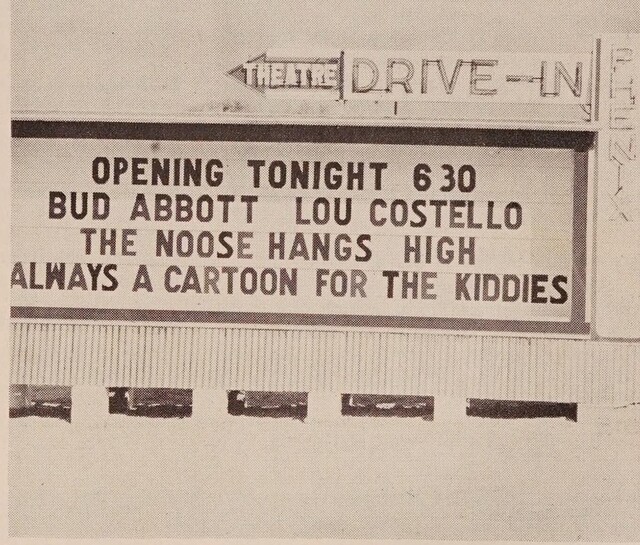 THEATRE DRIVE-IN
PHENIX
OPENING TONIGHT 6 30
BUD ABBOTT LOU COSTELLO
THE NOOSE HANGS HIGH
ALWAYS A CARTOON FOR THE KIDDIES